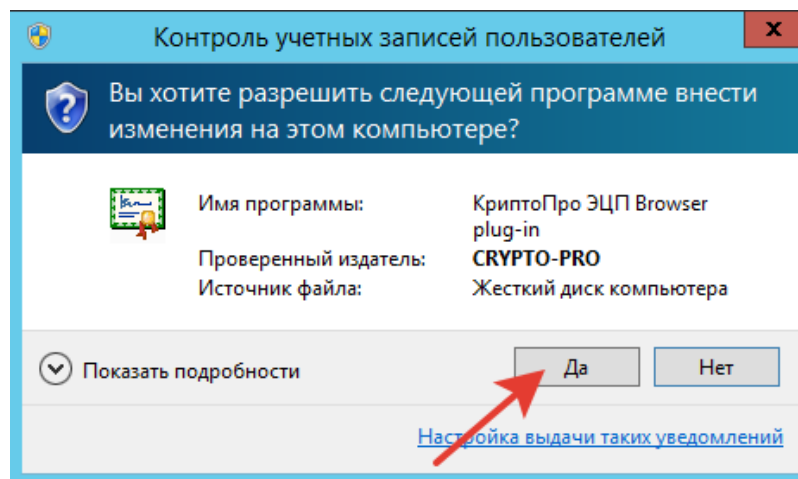 Контроль учетных записей пользователей
x
Вы хотите разрешить следующей программе внести
изменения на этом компьютере?
Имя программы: КриптоПро ЭЦП Browser
plug-in
Проверенный издатель: CRYPTO-PRO
Источник файла: Жесткий диск компьютера
Показать подробности Да Нет
Настройка выдачи таких уведомлений